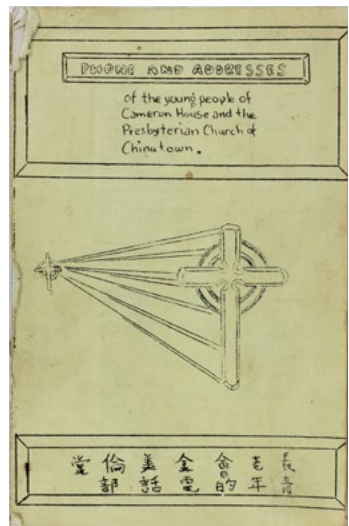 PHONE AND ADDRESSES
of the young people of
Cameron House and the
Presbyterian Church of
Chinatown.
長老會金美倫堂
青年的電話部